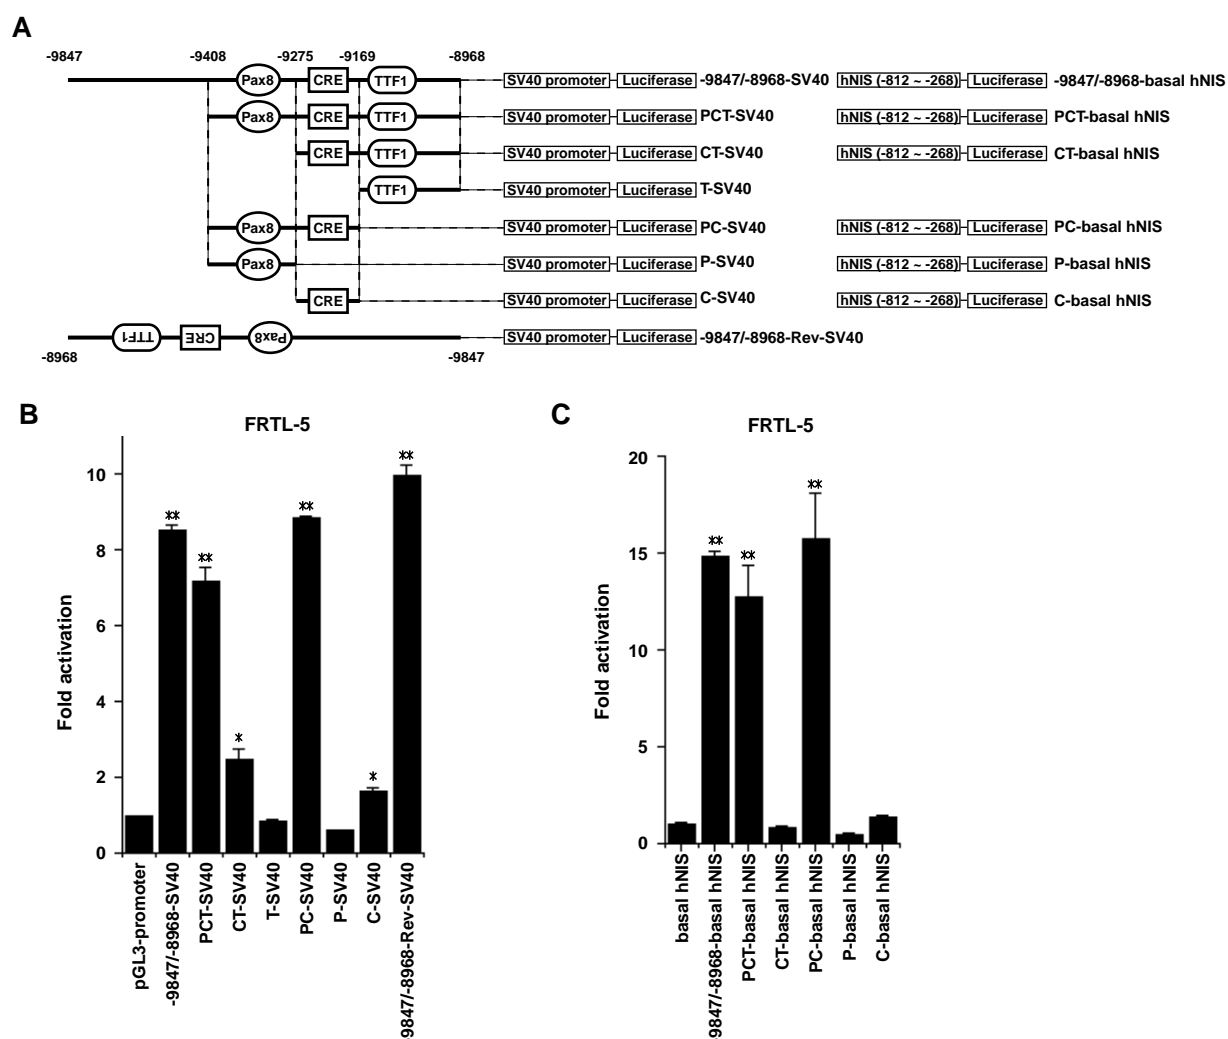 A
-9847 -9408 -9275 -9169 -8968
Pax8 CRE TTF1 SV40 promoter Luciferase -9847/-8968-SV40 hNIS (-812 ~ -268) Luciferase -9847/-8968-basal hNIS
Pax8 CRE TTF1 SV40 promoter Luciferase PCT-SV40 hNIS (-812 ~ -268) Luciferase PCT-basal hNIS
CRE TTF1 SV40 promoter Luciferase CT-SV40 hNIS (-812 ~ -268) Luciferase CT-basal hNIS
TTF1 SV40 promoter Luciferase T-SV40
Pax8 CRE SV40 promoter Luciferase PC-SV40 hNIS (-812 ~ -268) Luciferase PC-basal hNIS
Pax8 SV40 promoter Luciferase P-SV40 hNIS (-812 ~ -268) Luciferase P-basal hNIS
CRE SV40 promoter Luciferase C-SV40 hNIS (-812 ~ -268) Luciferase C-basal hNIS
TTF1 CRE Pax8 SV40 promoter Luciferase -9847/-8968-Rev-SV40
-8968 -9847
B
FRTL-5
Fold activation
10
8
6
4
2
0
** ** * ** * **
pGL3-promoter
-9847/-8968-SV40
PCT-SV40
CT-SV40
T-SV40
PC-SV40
P-SV40
C-SV40
9847/-8968-Rev-SV40
C
FRTL-5
Fold activation
20
15
10
5
0
** ** **
basal hNIS
9847/-8968-basal hNIS
PCT-basal hNIS
CT-basal hNIS
PC-basal hNIS
P-basal hNIS
C-basal hNIS